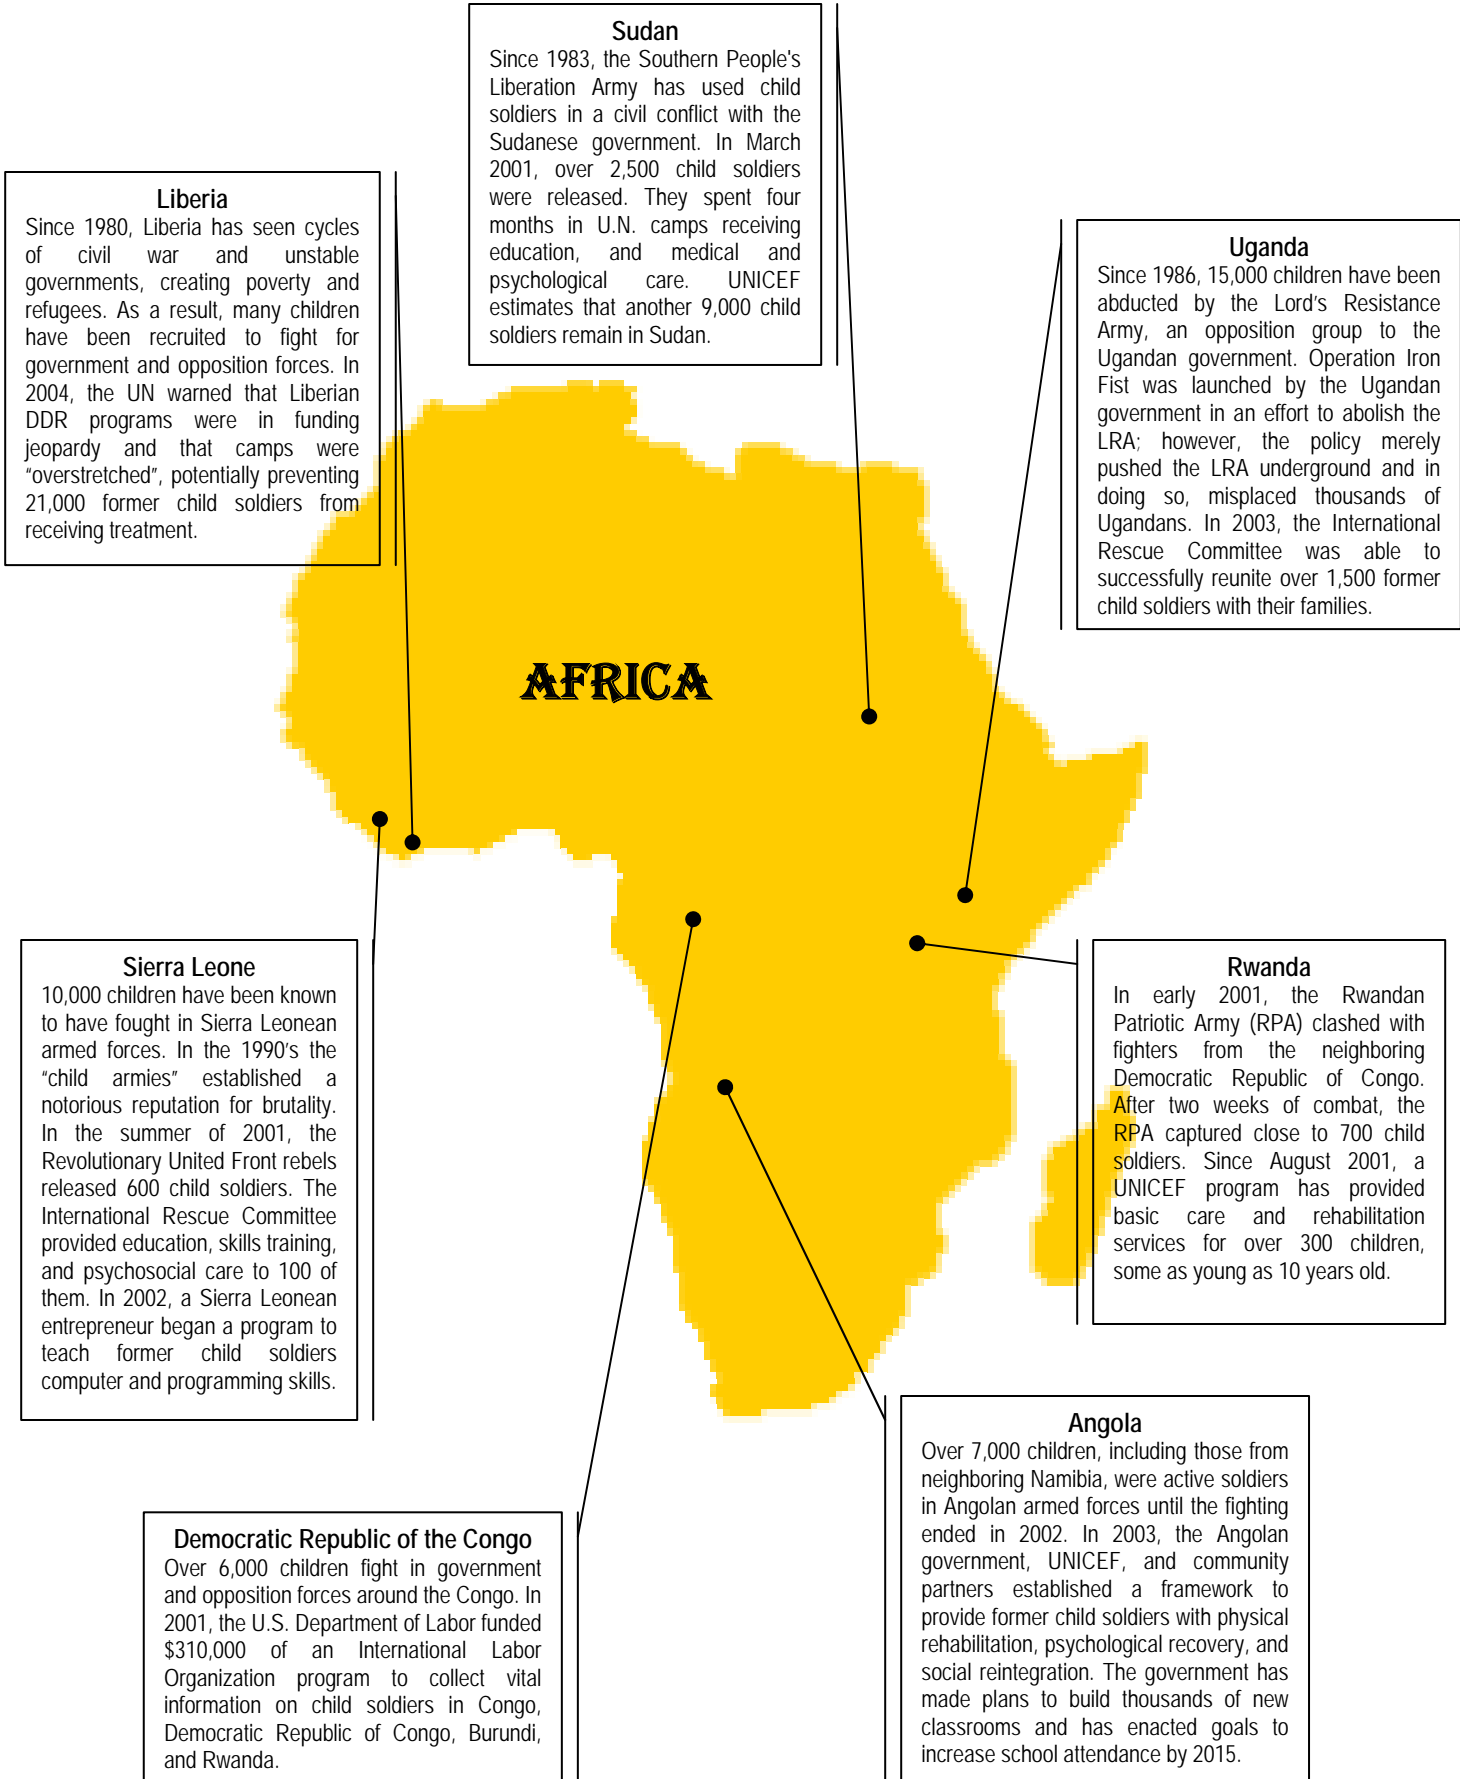 Sudan
Since 1983, the Southern People's
Liberation Army has used child
soldiers in a civil conflict with the
Sudanese government. In March
2001, over 2,500 child soldiers
were released. They spent four
months in U.N. camps receiving
education, and medical and
psychological care. UNICEF
estimates that another 9,000 child
soldiers remain in Sudan.
Liberia
Since 1980, Liberia has seen cycles
of civil war and unstable
governments, creating poverty and
refugees. As a result, many children
have been recruited to fight for
government and opposition forces. In
2004, the UN warned that Liberian
DDR programs were in funding
jeopardy and that camps were
“overstretched”, potentially preventing
21,000 former child soldiers from
receiving treatment.
Uganda
Since 1986, 15,000 children have been
abducted by the Lord’s Resistance
Army, an opposition group to the
Ugandan government. Operation Iron
Fist was launched by the Ugandan
government in an effort to abolish the
LRA; however, the policy merely
pushed the LRA underground and in
doing so, misplaced thousands of
Ugandans. In 2003, the International
Rescue Committee was able to
successfully reunite over 1,500 former
child soldiers with their families.
AFRICA
Sierra Leone
10,000 children have been known
to have fought in Sierra Leonean
armed forces. In the 1990’s the
“child armies” established a
notorious reputation for brutality.
In the summer of 2001, the
Revolutionary United Front rebels
released 600 child soldiers. The
International Rescue Committee
provided education, skills training,
and psychosocial care to 100 of
them. In 2002, a Sierra Leonean
entrepreneur began a program to
teach former child soldiers
computer and programming skills.
Rwanda
In early 2001, the Rwandan
Patriotic Army (RPA) clashed with
fighters from the neighboring
Democratic Republic of Congo.
After two weeks of combat, the
RPA captured close to 700 child
soldiers. Since August 2001, a
UNICEF program has provided
basic care and rehabilitation
services for over 300 children,
some as young as 10 years old.
Democratic Republic of the Congo
Over 6,000 children fight in government
and opposition forces around the Congo. In
2001, the U.S. Department of Labor funded
$310,000 of an International Labor
Organization program to collect vital
information on child soldiers in Congo,
Democratic Republic of Congo, Burundi,
and Rwanda.
Angola
Over 7,000 children, including those from
neighboring Namibia, were active soldiers
in Angolan armed forces until the fighting
ended in 2002. In 2003, the Angolan
government, UNICEF, and community
partners established a framework to
provide former child soldiers with physical
rehabilitation, psychological recovery, and
social reintegration. The government has
made plans to build thousands of new
classrooms and has enacted goals to
increase school attendance by 2015.